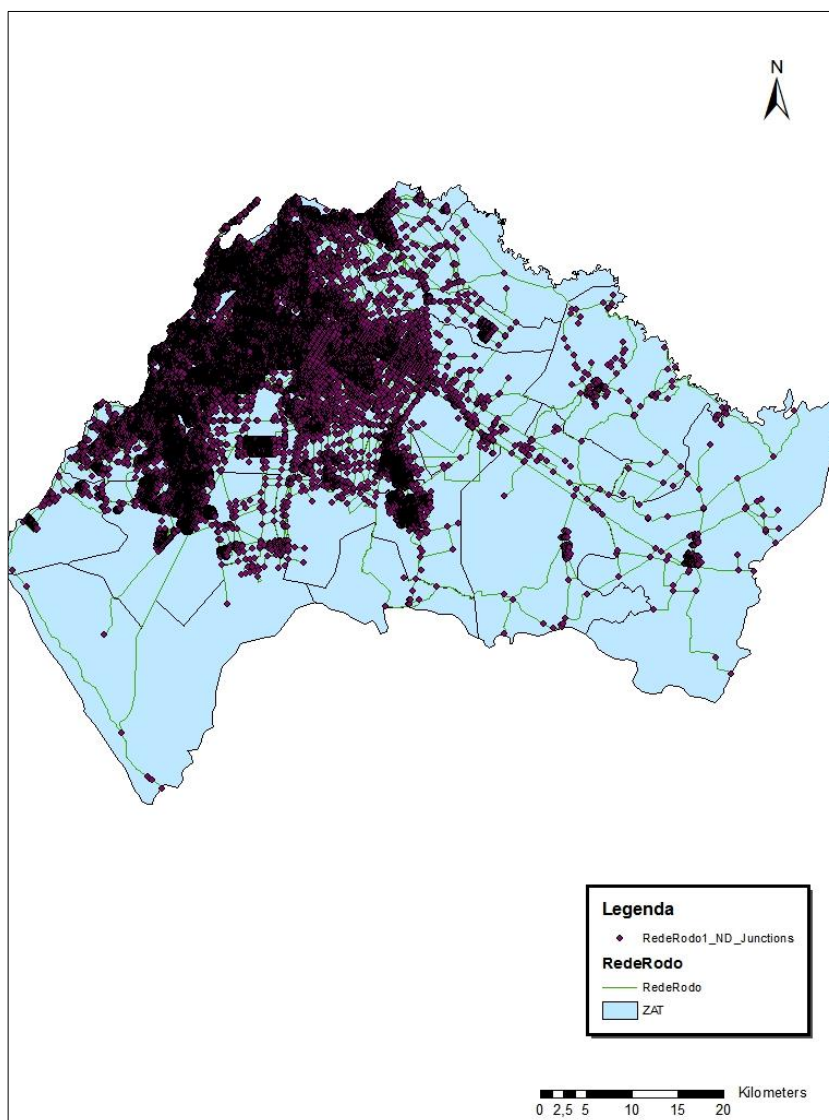 N
Legenda
RedeRodo1_ND_Junctions
RedeRodo
RedeRodo
ZAT
Kilometers
0 2,5 5 10 15 20